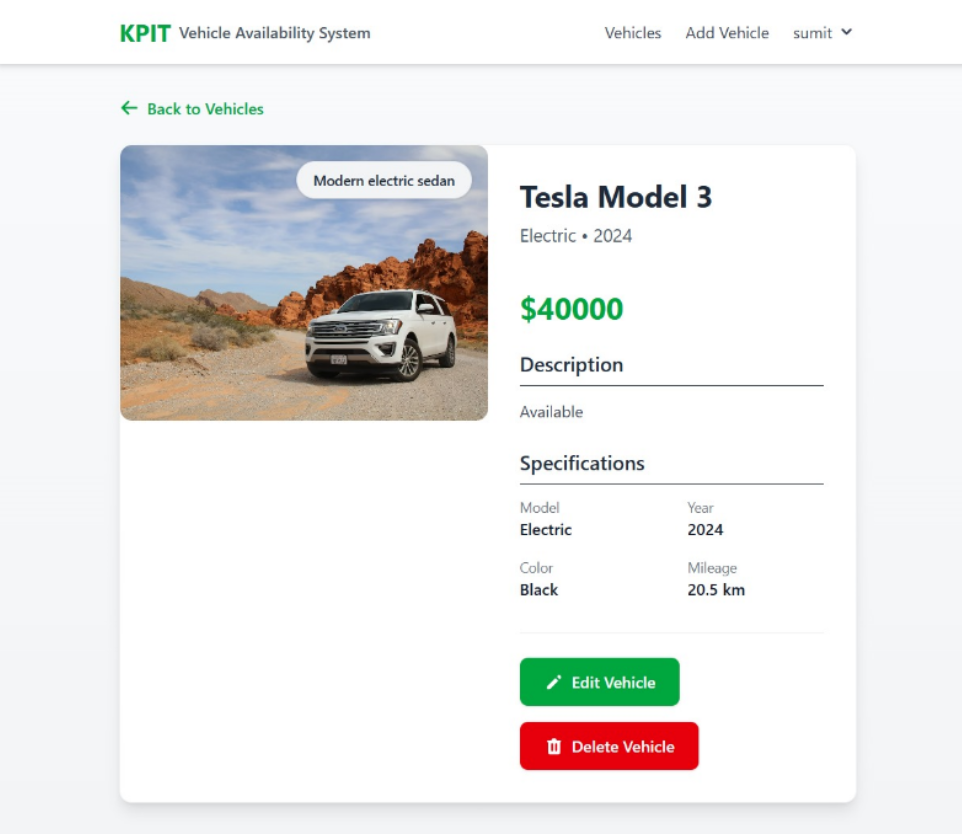 KPIT Vehicle Availability System
Vehicles Add Vehicle sumit
Back to Vehicles
Modern electric sedan
Tesla Model 3
Electric • 2024
$40000
Description
Available
Specifications
Model Year
Electric 2024
Color Mileage
Black 20.5 km
Edit Vehicle
Delete Vehicle